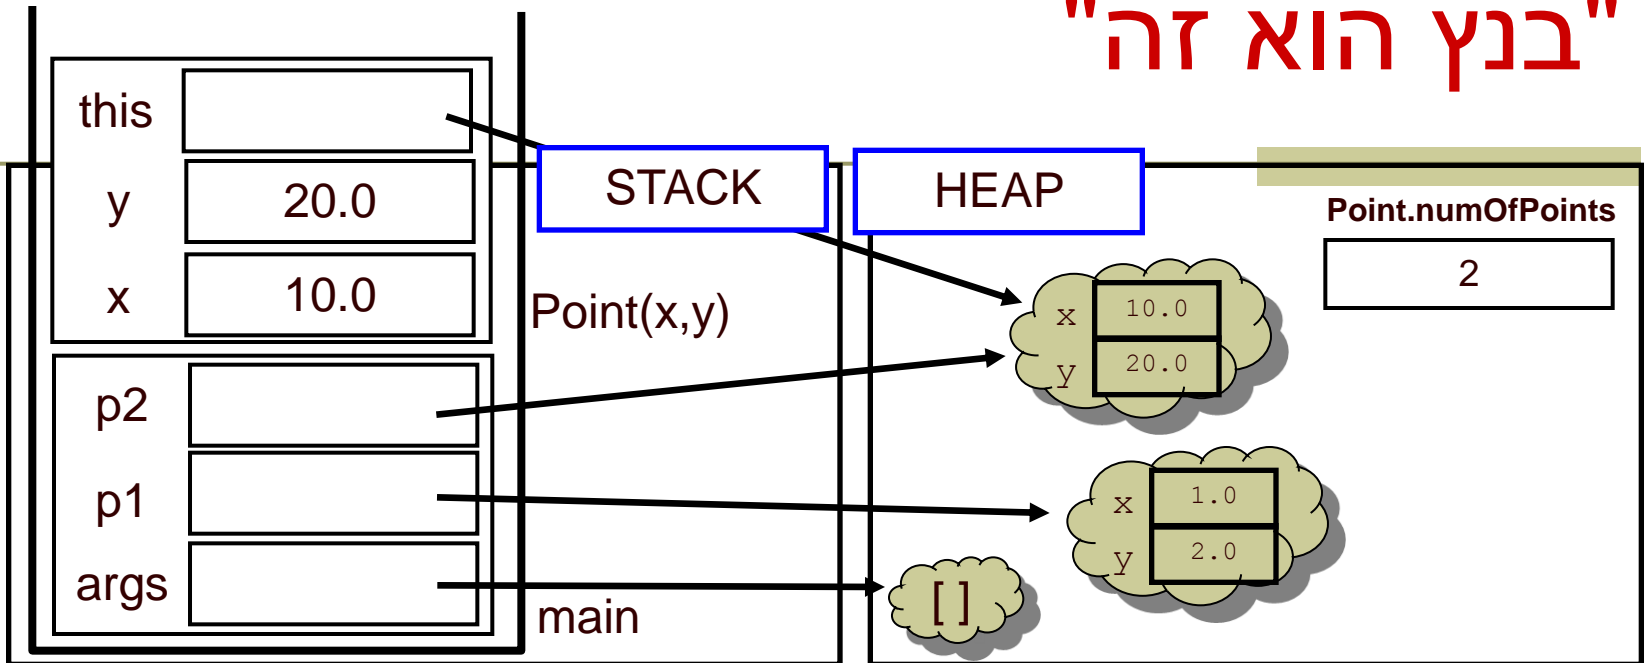 "בנץ הוא זה"
this
STACK
HEAP
y 20.0
Point.numOfPoints
2
x 10.0
Point(x,y)
x 10.0
y 20.0
p2
p1
x 1.0
y 2.0
args
[ ]
main